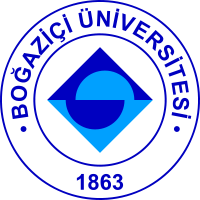 • BOĞAZİÇİ ÜNİVERSİTESİ •
1863